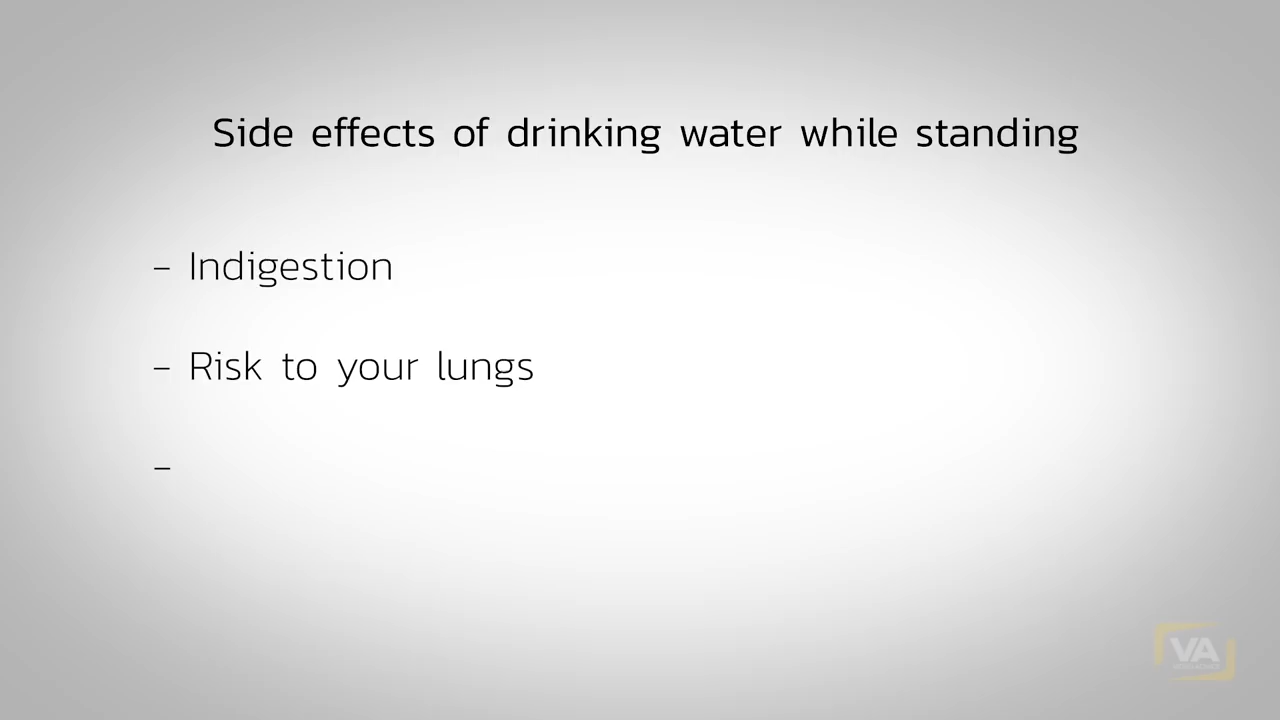 Side effects of drinking water while standing
- Indigestion
- Risk to your lungs
-
VA